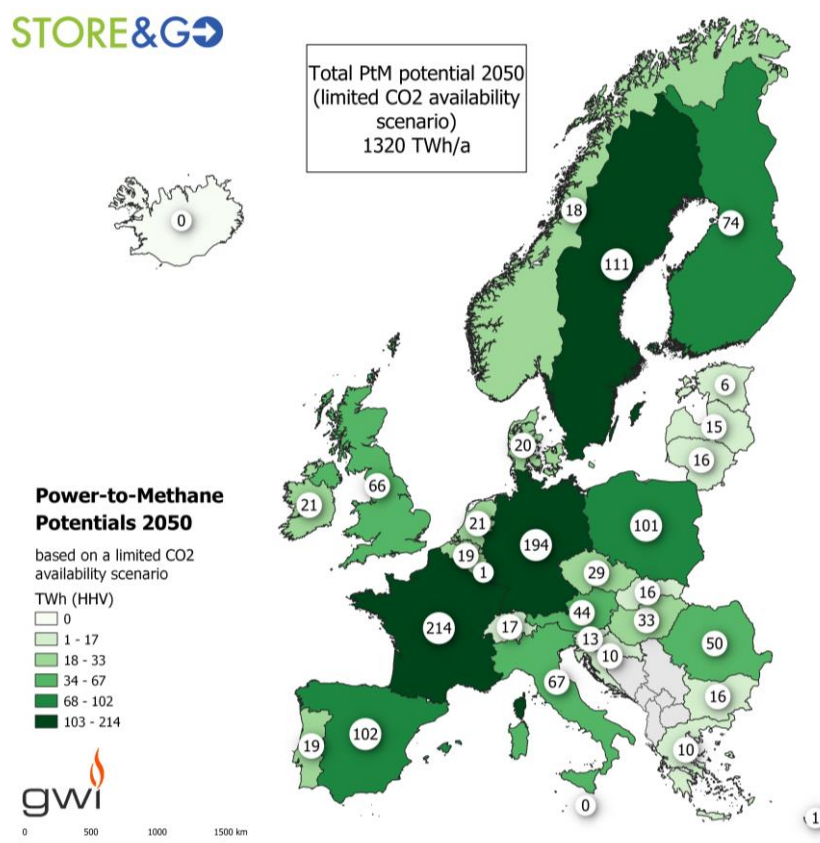 STORE&GO
Total PtM potential 2050
(limited CO2 availability
scenario)
1320 TWh/a
0
18
74
111
6
15
16
20
66
21
21
19
1
194
101
29
16
44
33
17
13
10
50
214
67
16
102
19
10
0
1
Power-to-Methane
Potentials 2050
based on a limited CO2
availability scenario
TWh (HHV)
0
1 - 17
18 - 33
34 - 67
68 - 102
103 - 214
gwi
0 500 1000 1500 km